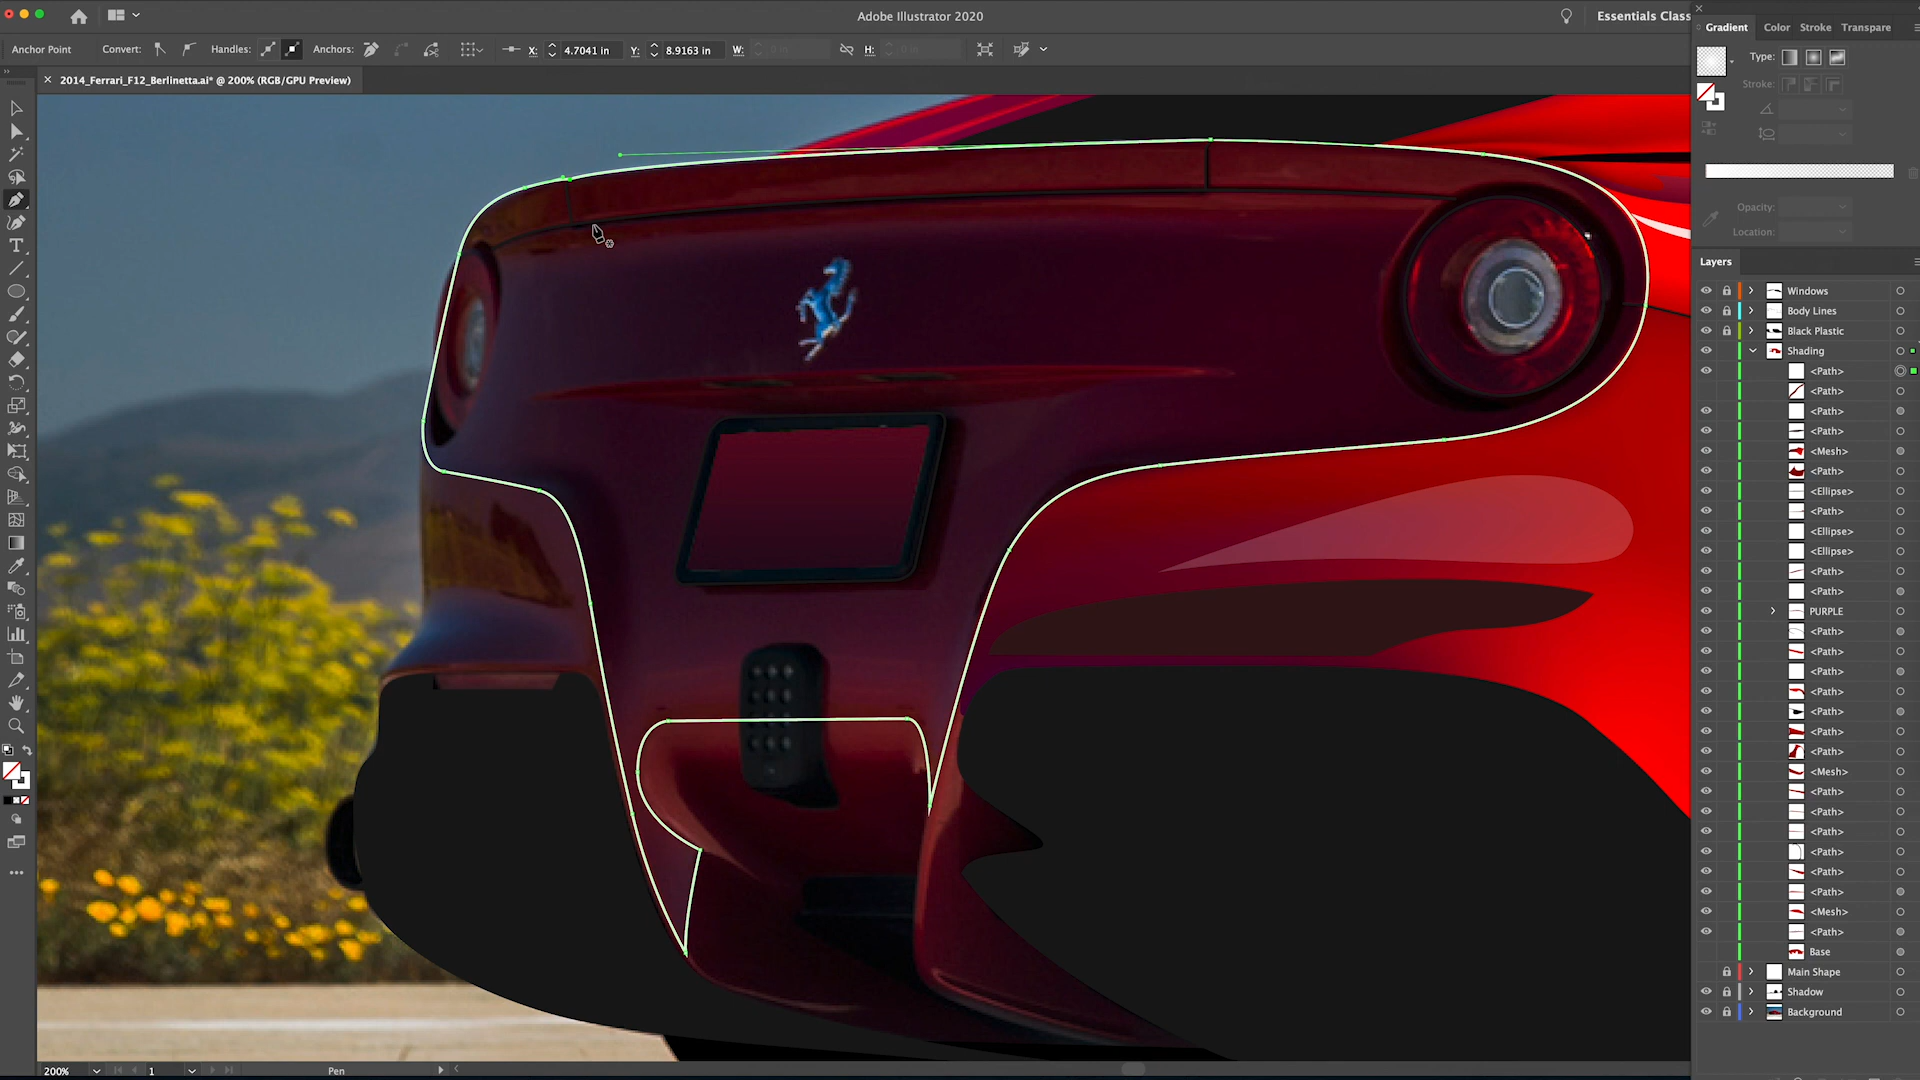 Adobe Illustrator 2020
Essentials Class
Anchor Point
Convert:
Handles:
Anchors:
X:
4.7041 in
Y:
8.9163 in
W:
H:
2014_Ferrari_F12_Berlinetta.ai* @ 200% (RGB/GPU Preview)
Gradient
Color
Stroke
Transpare
Type:
Stroke:
Opacity:
Location:
Layers
Windows
Body Lines
Black Plastic
Shading
<Path>
<Path>
<Path>
<Path>
<Mesh>
<Path>
<Ellipse>
<Path>
<Ellipse>
<Ellipse>
<Path>
<Path>
PURPLE
<Path>
<Path>
<Path>
<Path>
<Path>
<Path>
<Path>
<Mesh>
<Path>
<Path>
<Path>
<Path>
<Path>
<Path>
<Mesh>
<Path>
Base
Main Shape
Shadow
Background
200%
1
Pen